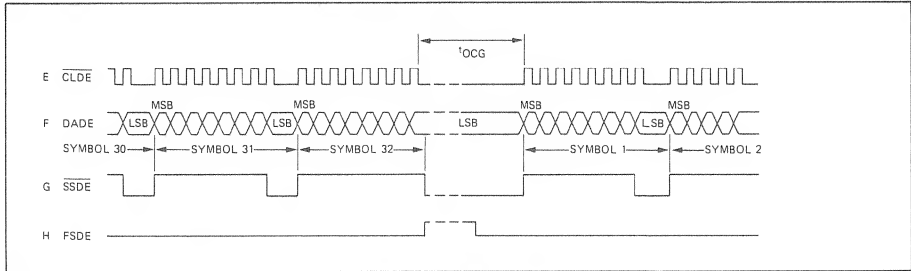 tOCG
E CLDE
MSB MSB MSB MSB
F DADE LSB LSB LSB LSB
SYMBOL 30 SYMBOL 31 SYMBOL 32 SYMBOL 1 SYMBOL 2
G SSDE
H FSDE